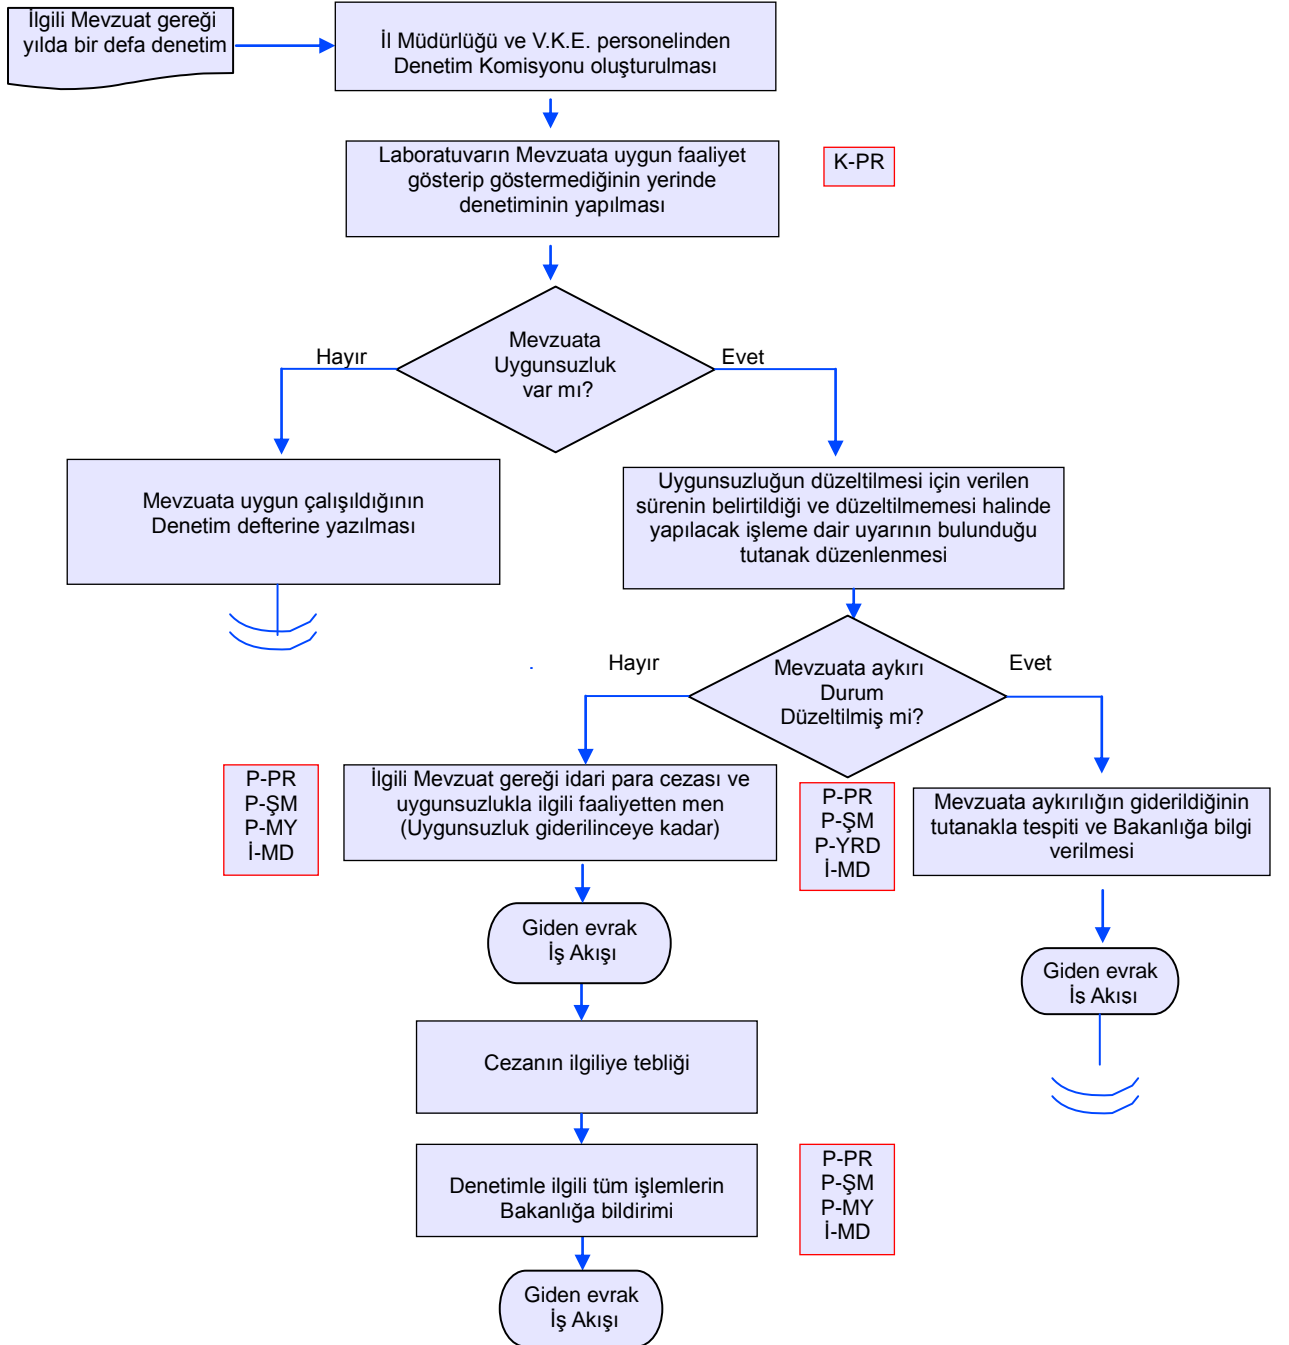 İlgili Mevzuat gereği
yılda bir defa denetim
İl Müdürlüğü ve V.K.E. personelinden
Denetim Komisyonu oluşturulması
Laboratuvarın Mevzuata uygun faaliyet
gösterip göstermediğinin yerinde
denetiminin yapılması
K-PR
Mevzuata
Uygunsuzluk
var mı?
Hayır
Evet
Mevzuata uygun çalışıldığının
Denetim defterine yazılması
Uygunsuzluğun düzeltilmesi için verilen
sürenin belirtildiği ve düzeltilmemesi halinde
yapılacak işleme dair uyarının bulunduğu
tutanak düzenlenmesi
Hayır
Evet
Mevzuata aykırı
Durum
Düzeltilmiş mi?
P-PR
P-ŞM
P-MY
İ-MD
İlgili Mevzuat gereği idari para cezası ve
uygunsuzlukla ilgili faaliyetten men
(Uygunsuzluk giderilinceye kadar)
P-PR
P-ŞM
P-YRD
İ-MD
Mevzuata aykırılığın giderildiğinin
tutanakla tespiti ve Bakanlığa bilgi
verilmesi
Giden evrak
İş Akışı
Giden evrak
İs Akısı
Cezanın ilgiliye tebliği
Denetimle ilgili tüm işlemlerin
Bakanlığa bildirimi
P-PR
P-ŞM
P-MY
İ-MD
Giden evrak
İş Akışı